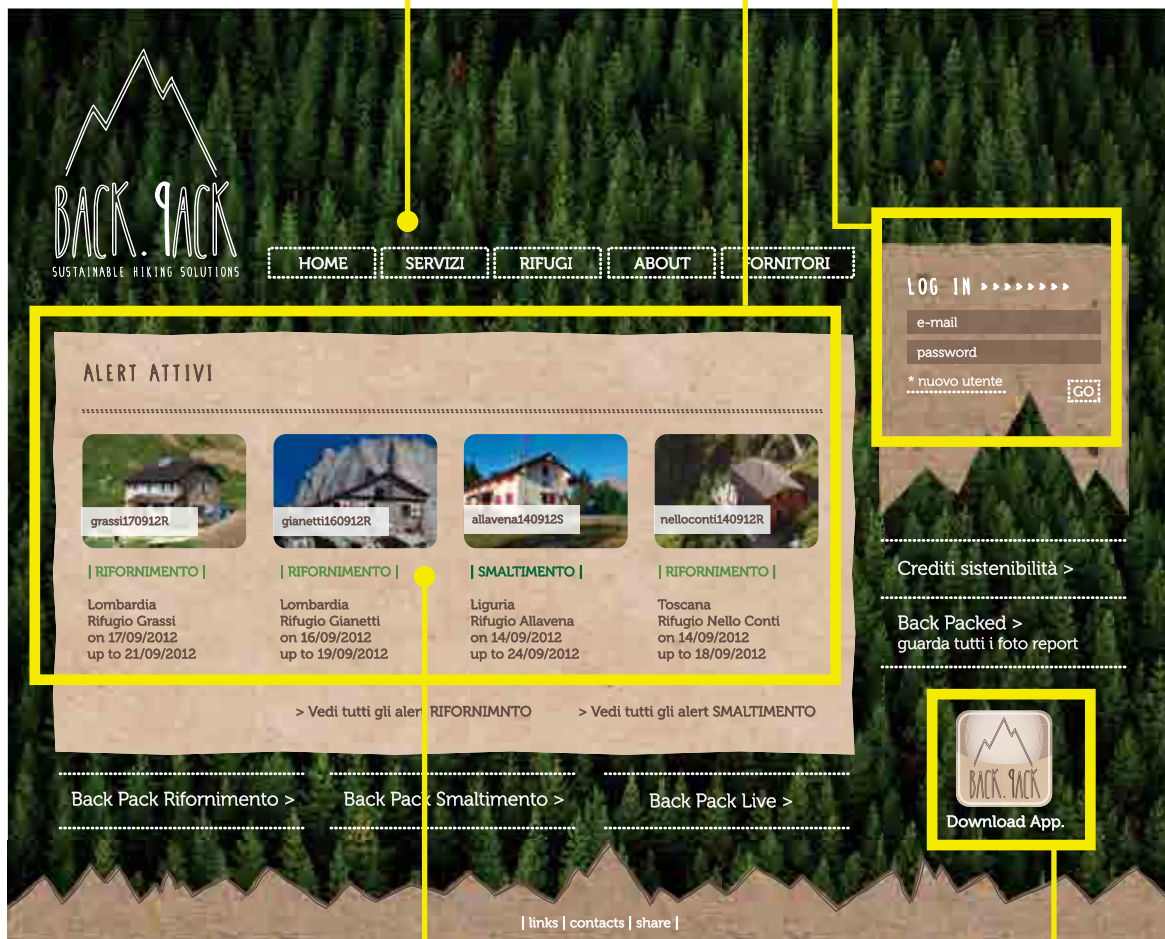 BACK.PACK
SUSTAINABLE HIKING SOLUTIONS
HOME
SERVIZI
RIFUGI
ABOUT
FORNITORI
LOG IN
e-mail
password
* nuovo utente
GO
ALERT ATTIVI
grassi170912R
gianetti160912R
allavena140912S
nelloconti140912R
| RIFORNIMENTO |
| RIFORNIMENTO |
| SMALTIMENTO |
| RIFORNIMENTO |
Lombardia
Rifugio Grassi
on 17/09/2012
up to 21/09/2012
Lombardia
Rifugio Gianetti
on 16/09/2012
up to 19/09/2012
Liguria
Rifugio Allavena
on 14/09/2012
up to 24/09/2012
Toscana
Rifugio Nello Conti
on 14/09/2012
up to 18/09/2012
> Vedi tutti gli alert RIFORNIMNTO
> Vedi tutti gli alert SMALTIMENTO
Crediti sistenibilità >
Back Packed >
guarda tutti i foto report
BACK.PACK
Download App.
Back Pack Rifornimento >
Back Pack Smaltimento >
Back Pack Live >
| links | contacts | share |